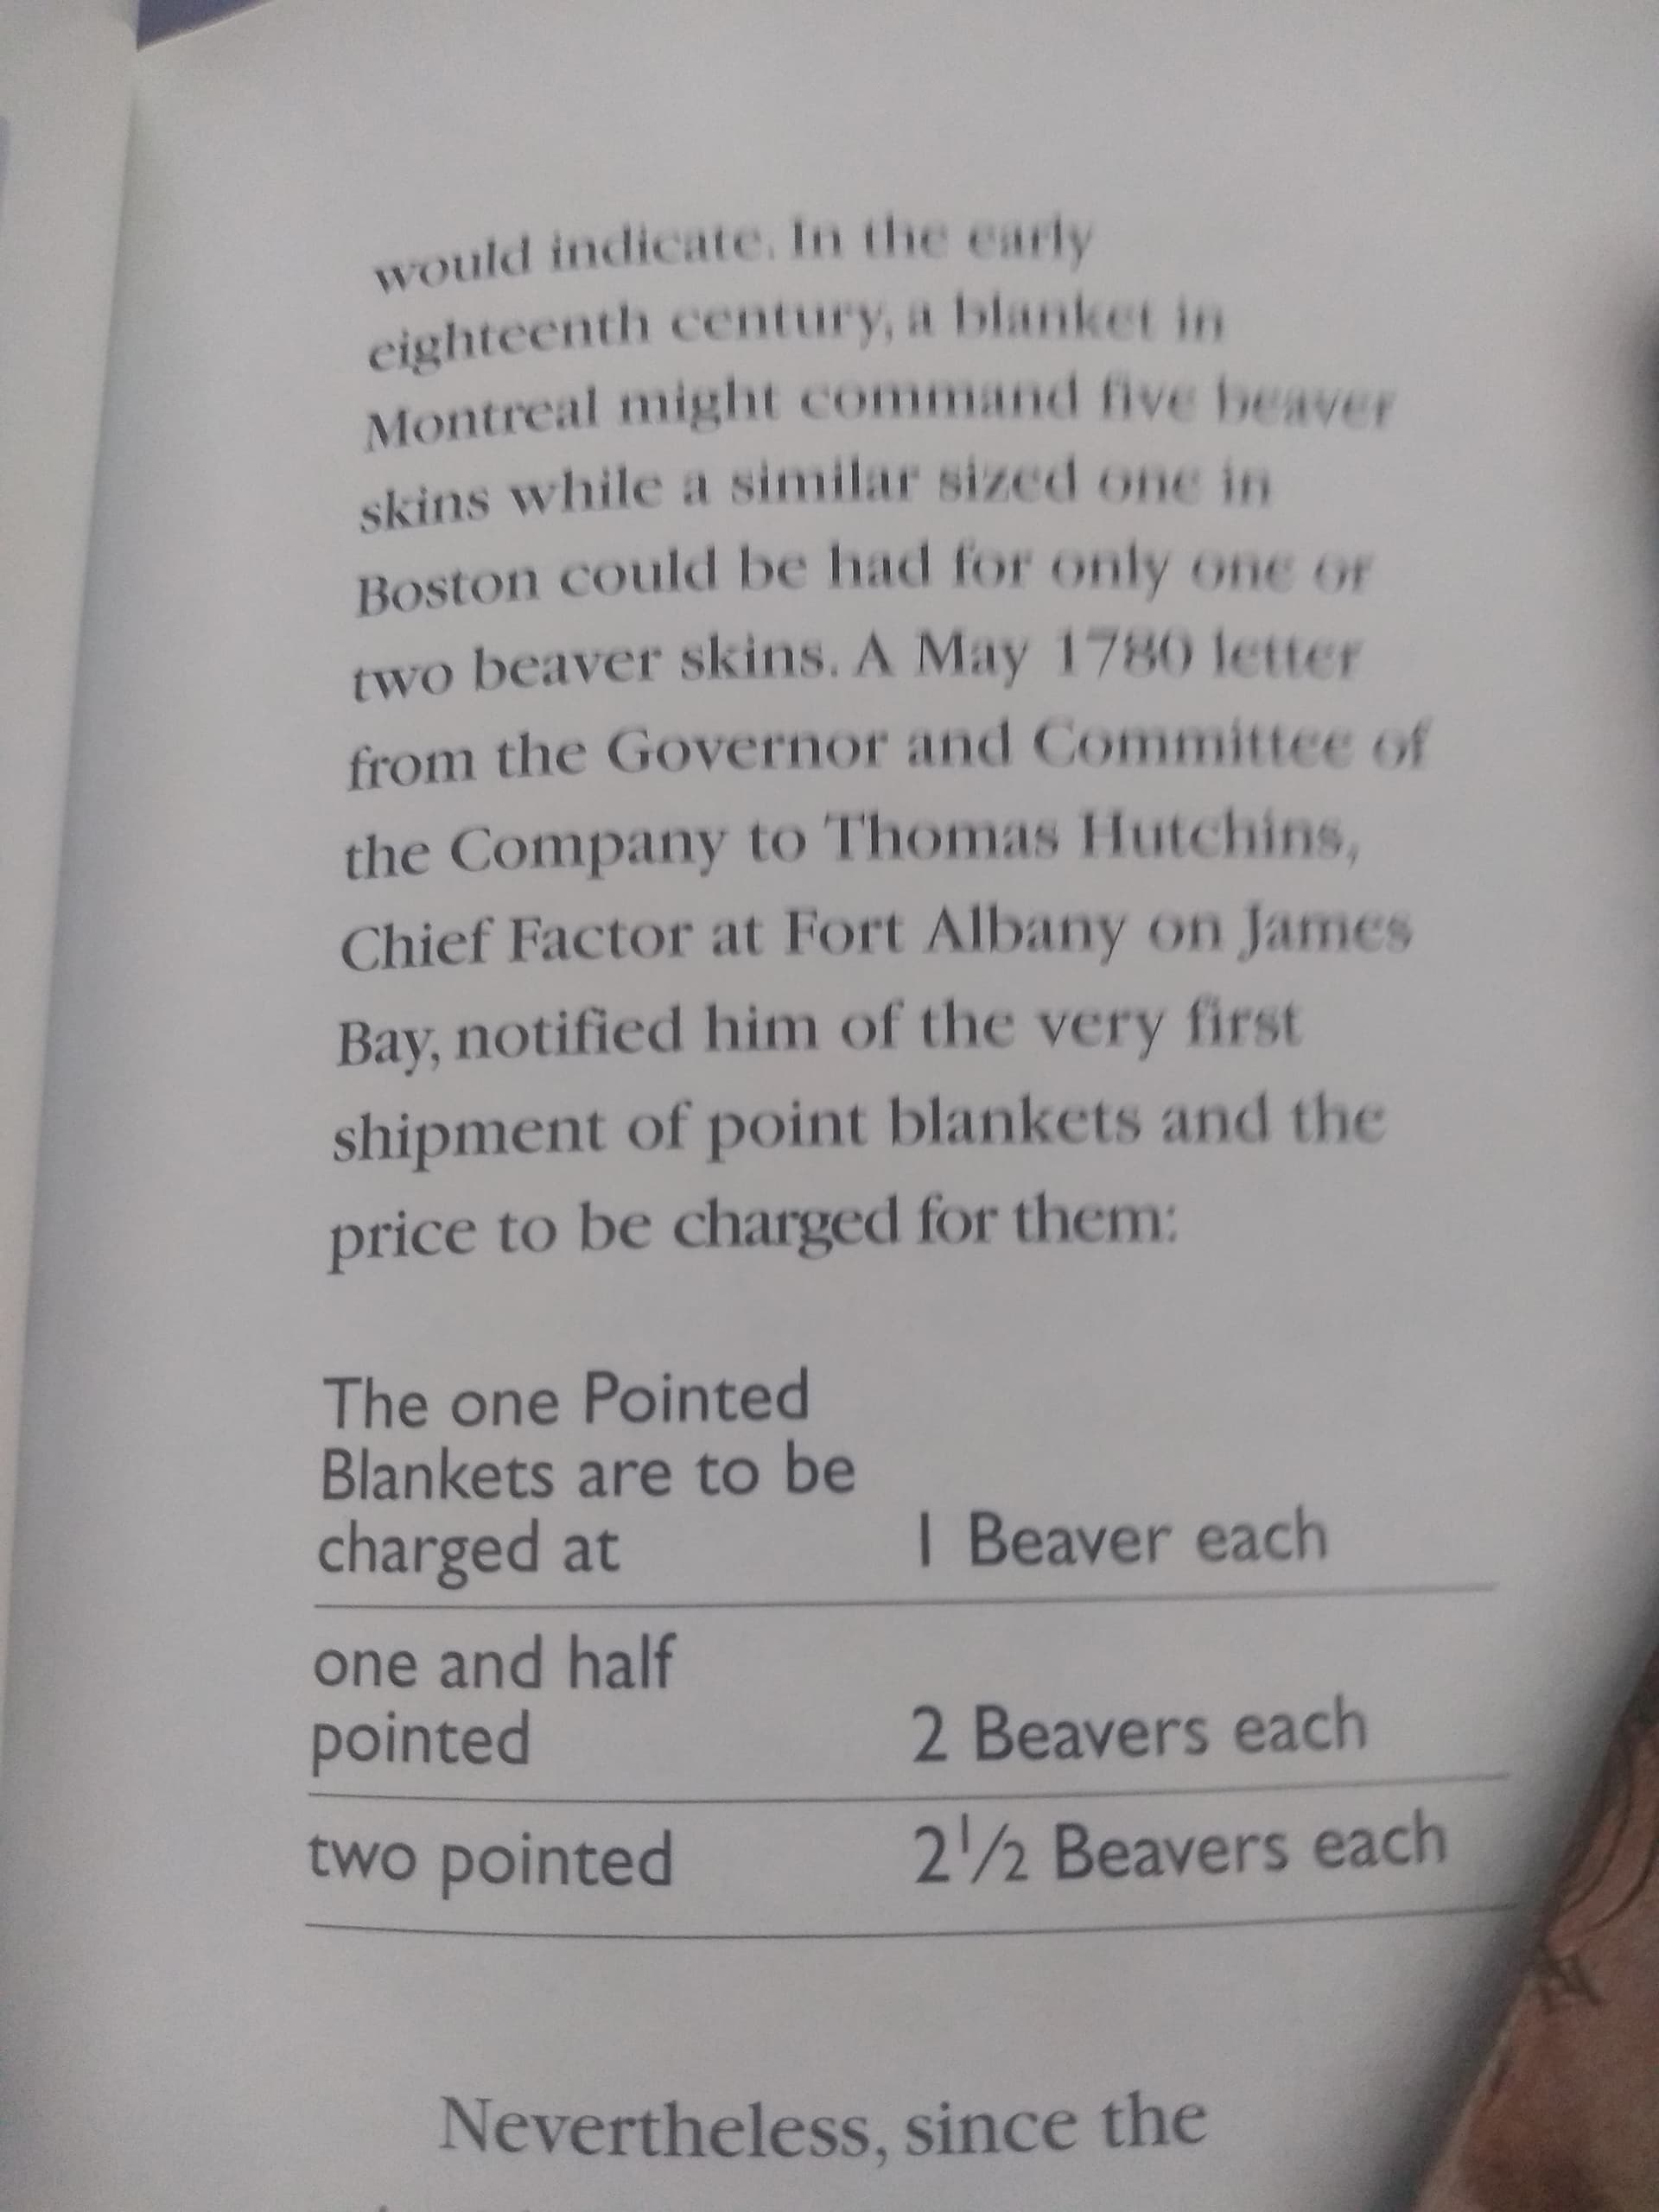 would indicate. In the early
eighteenth century, a blanket in
Montreal might command five beaver
skins while a similar sized one in
Boston could be had for only one or
two beaver skins. A May 1780 letter
from the Governor and Committee of
the Company to Thomas Hutchins,
Chief Factor at Fort Albany on James
Bay, notified him of the very first
shipment of point blankets and the
price to be charged for them:
The one Pointed
Blankets are to be
charged at 1 Beaver each
one and half
pointed 2 Beavers each
two pointed 2½ Beavers each
Nevertheless, since the